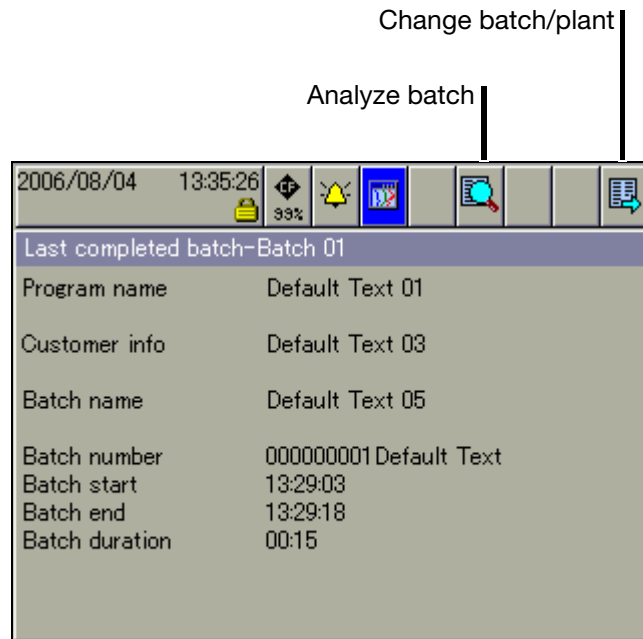 Change batch/plant
Analyze batch
2006/08/04 13:35:26
CF
99%
Last completed batch-Batch 01
Program name Default Text 01
Customer info Default Text 03
Batch name Default Text 05
Batch number 000000001Default Text
Batch start 13:29:03
Batch end 13:29:18
Batch duration 00:15